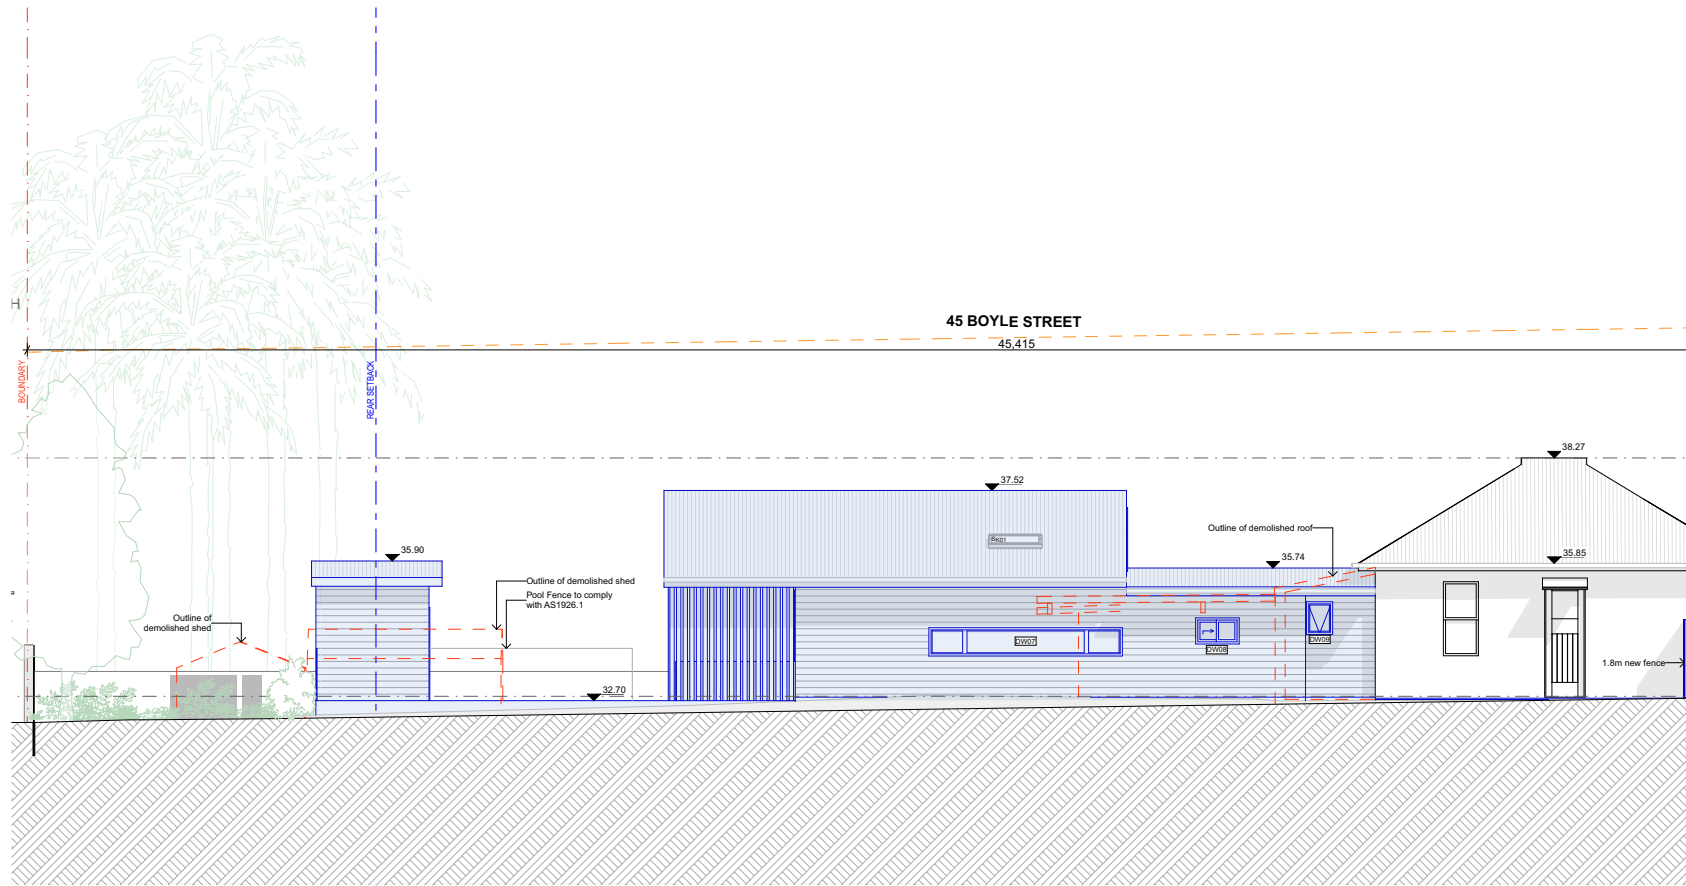 H
45 BOYLE STREET
45,415
BOUNDARY
REAR SETBACK
38.27
37.52
Outline of demolished roof
SK01
35.90
35.74
35.85
Outline of demolished shed
Pool Fence to comply
with AS1926.1
Outline of
demolished shed
DW07
DW08
DW09
1.8m new fence
32.70